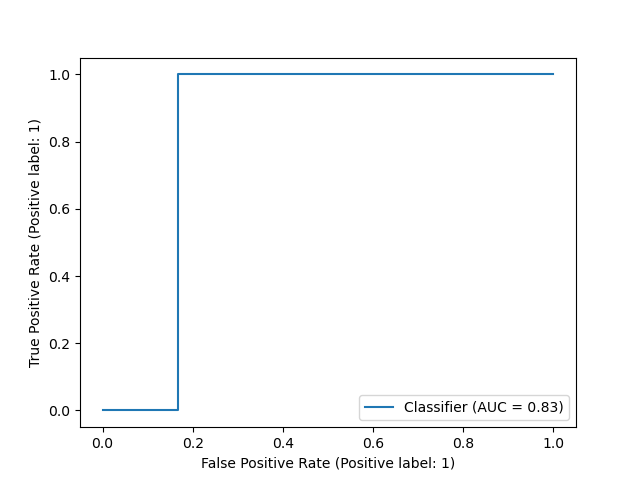 1.0
0.8
0.6
0.4
0.2
0.0
True Positive Rate (Positive label: 1)
Classifier (AUC = 0.83)
0.0 0.2 0.4 0.6 0.8 1.0
False Positive Rate (Positive label: 1)